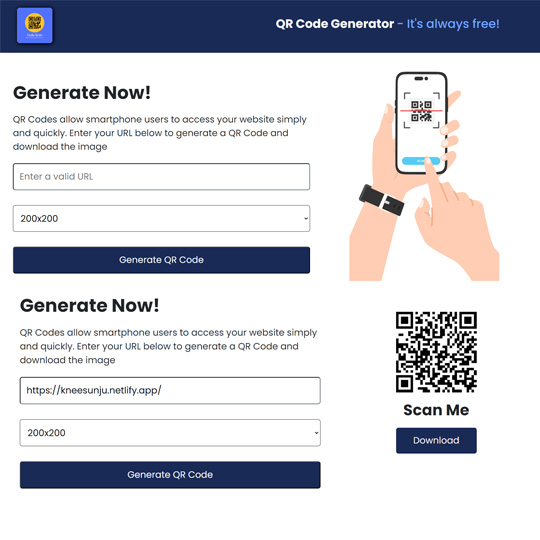 QR Code Generator - It's always free!
Generate Now!
QR Codes allow smartphone users to access your website simply
and quickly. Enter your URL below to generate a QR Code and
download the image
Enter a valid URL
200x200
Generate QR Code
Generate Now!
QR Codes allow smartphone users to access your website simply
and quickly. Enter your URL below to generate a QR Code and
download the image
https://kneesunju.netlify.app/
200x200
Generate QR Code
Scan Me
Download